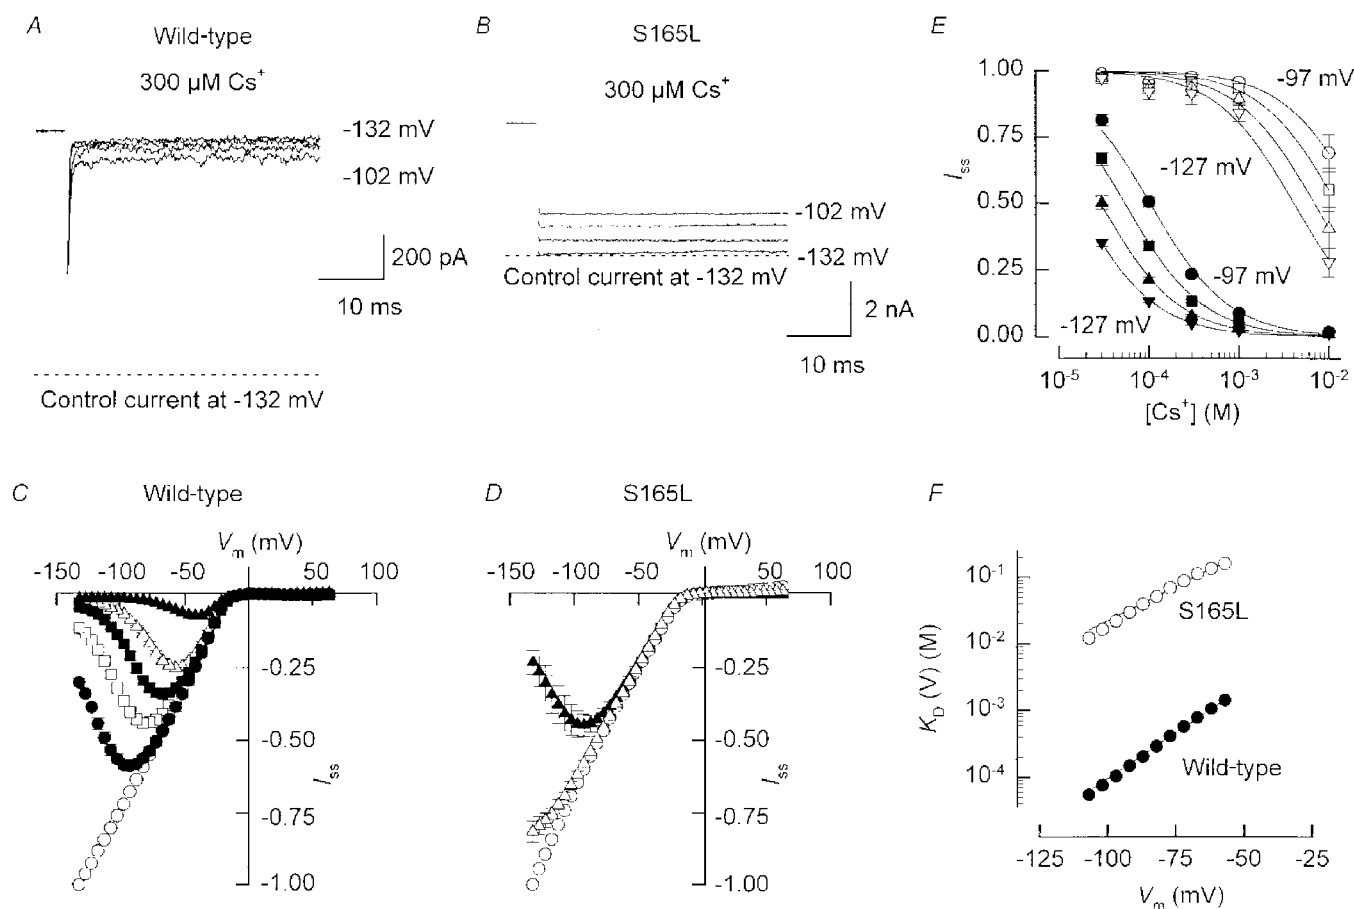 A
Wild-type
300 µM Cs⁺
-132 mV
-102 mV
200 pA
10 ms
Control current at -132 mV
B
S165L
300 µM Cs⁺
-102 mV
-132 mV
Control current at -132 mV
2 nA
10 ms
E
1.00
0.75
0.50
0.25
0.00
Iss
-97 mV
-127 mV
-97 mV
-127 mV
10⁻⁵ 10⁻⁴ 10⁻³ 10⁻²
[Cs⁺] (M)
C
Wild-type
Vm (mV)
-150 -100 -50 50 100
-0.25
-0.50
-0.75
-1.00
Iss
D
S165L
Vm (mV)
-150 -100 -50 0 50 100
-0.25
-0.50
-0.75
-1.00
Iss
F
KD (V) (M)
10⁻¹
10⁻²
10⁻³
10⁻⁴
S165L
Wild-type
-125 -100 -75 -50 -25
Vm (mV)